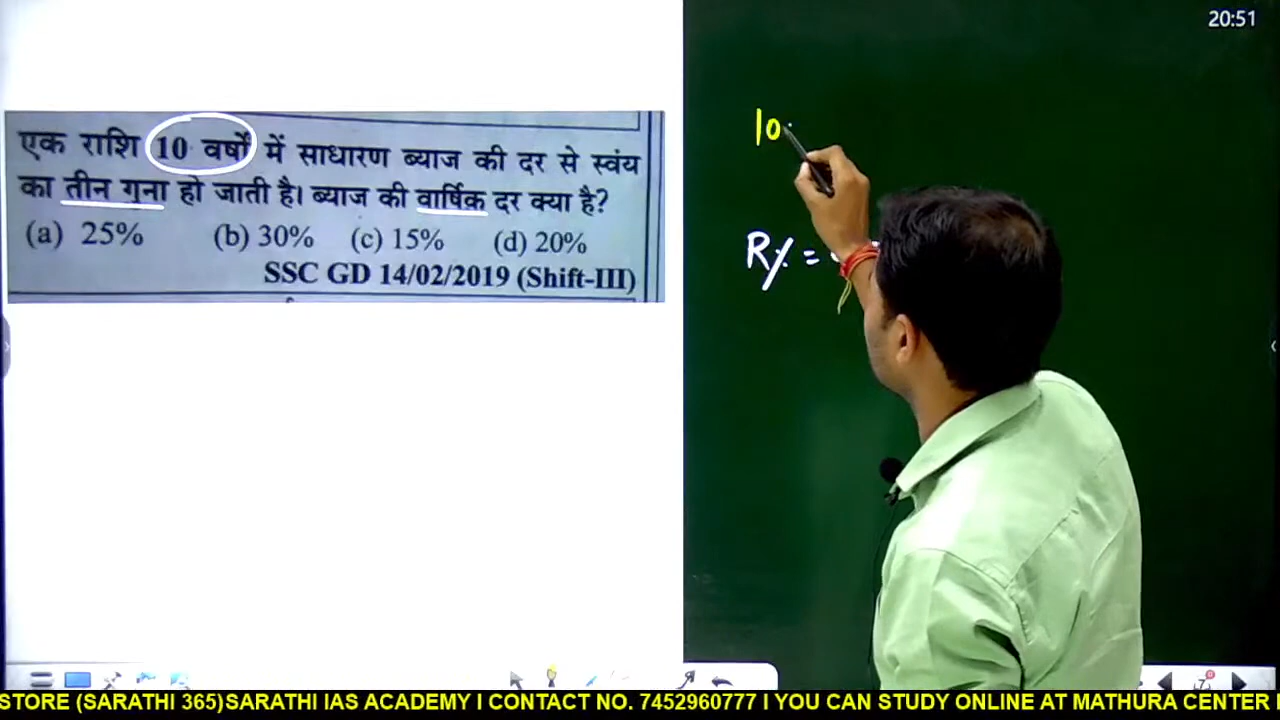 20:51
एक राशि 10 वर्षों में साधारण ब्याज की दर से स्वंय
का तीन गुना हो जाती है। ब्याज की वार्षिक दर क्या है?
(a) 25% (b) 30% (c) 15% (d) 20%
SSC GD 14/02/2019 (Shift-III)
10
R% =
STORE (SARATHI 365)SARATHI IAS ACADEMY I CONTACT NO. 7452960777 I YOU CAN STUDY ONLINE AT MATHURA CENTER